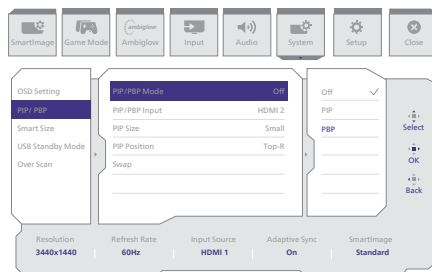 ambiglow
SmartImage Game Mode Ambiglow Input Audio System Setup Close
OSD Setting PIP/PBP Mode Off Off
PIP/ PBP PIP/PBP Input HDMI 2 PIP
Smart Size PIP Size Small PBP
USB Standby Mode PIP Position Top-R
Over Scan Swap
Select
OK
Back
Resolution Refresh Rate Input Source Adaptive Sync SmartImage
3440x1440 60Hz HDMI 1 On Standard